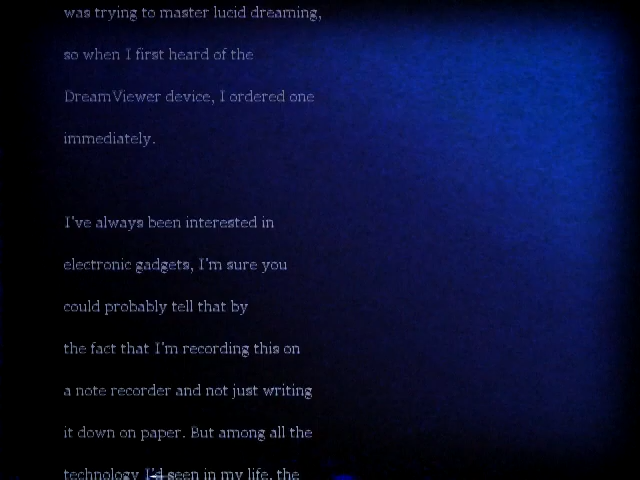 was trying to master lucid dreaming,
so when I first heard of the
DreamViewer device, I ordered one
immediately.
I've always been interested in
electronic gadgets, I'm sure you
could probably tell that by
the fact that I'm recording this on
a note recorder and not just writing
it down on paper. But among all the
technology I'd seen in my life, the